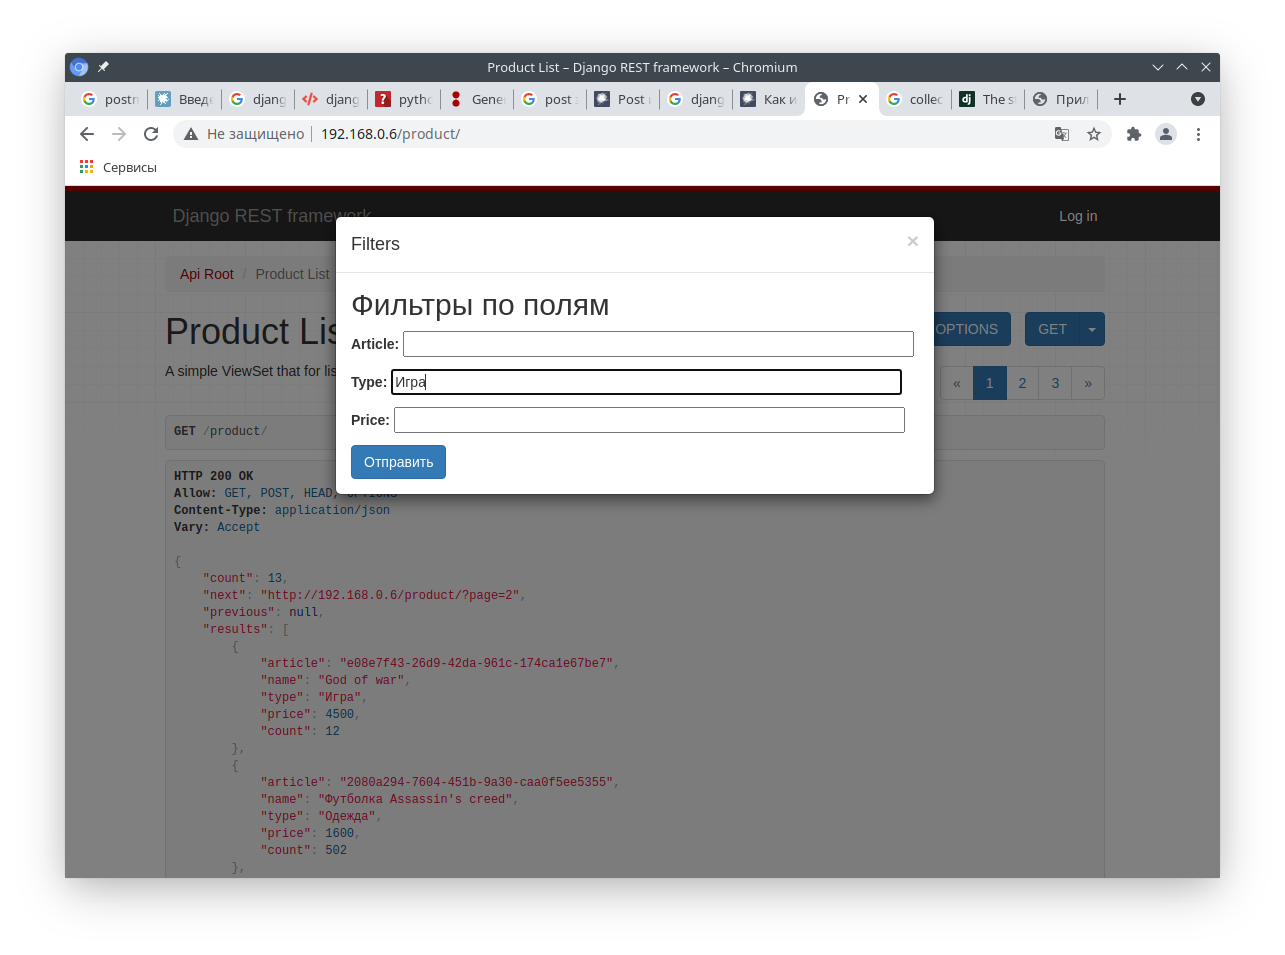 Product List – Django REST framework – Chromium
postm Введе djang djang pytho Gene post з Post djang Как и Pr collec The st Прил
Не защищено 192.168.0.6/product/
Сервисы
Django REST framework Log in
Filters ×
Api Root / Product List
Фильтры по полям
Product Lis OPTIONS GET
Article:
A simple ViewSet that for lis « 1 2 3 »
Type: Игра
Price:
GET /product/
Отправить
HTTP 200 OK
Allow: GET, POST, HEAD, OPTIONS
Content-Type: application/json
Vary: Accept
{
"count": 13,
"next": "http://192.168.0.6/product/?page=2",
"previous": null,
"results": [
{
"article": "e08e7f43-26d9-42da-961c-174ca1e67be7",
"name": "God of war",
"type": "Игра",
"price": 4500,
"count": 12
},
{
"article": "2080a294-7604-451b-9a30-caa0f5ee5355",
"name": "Футболка Assassin's creed",
"type": "Одежда",
"price": 1600,
"count": 502
},